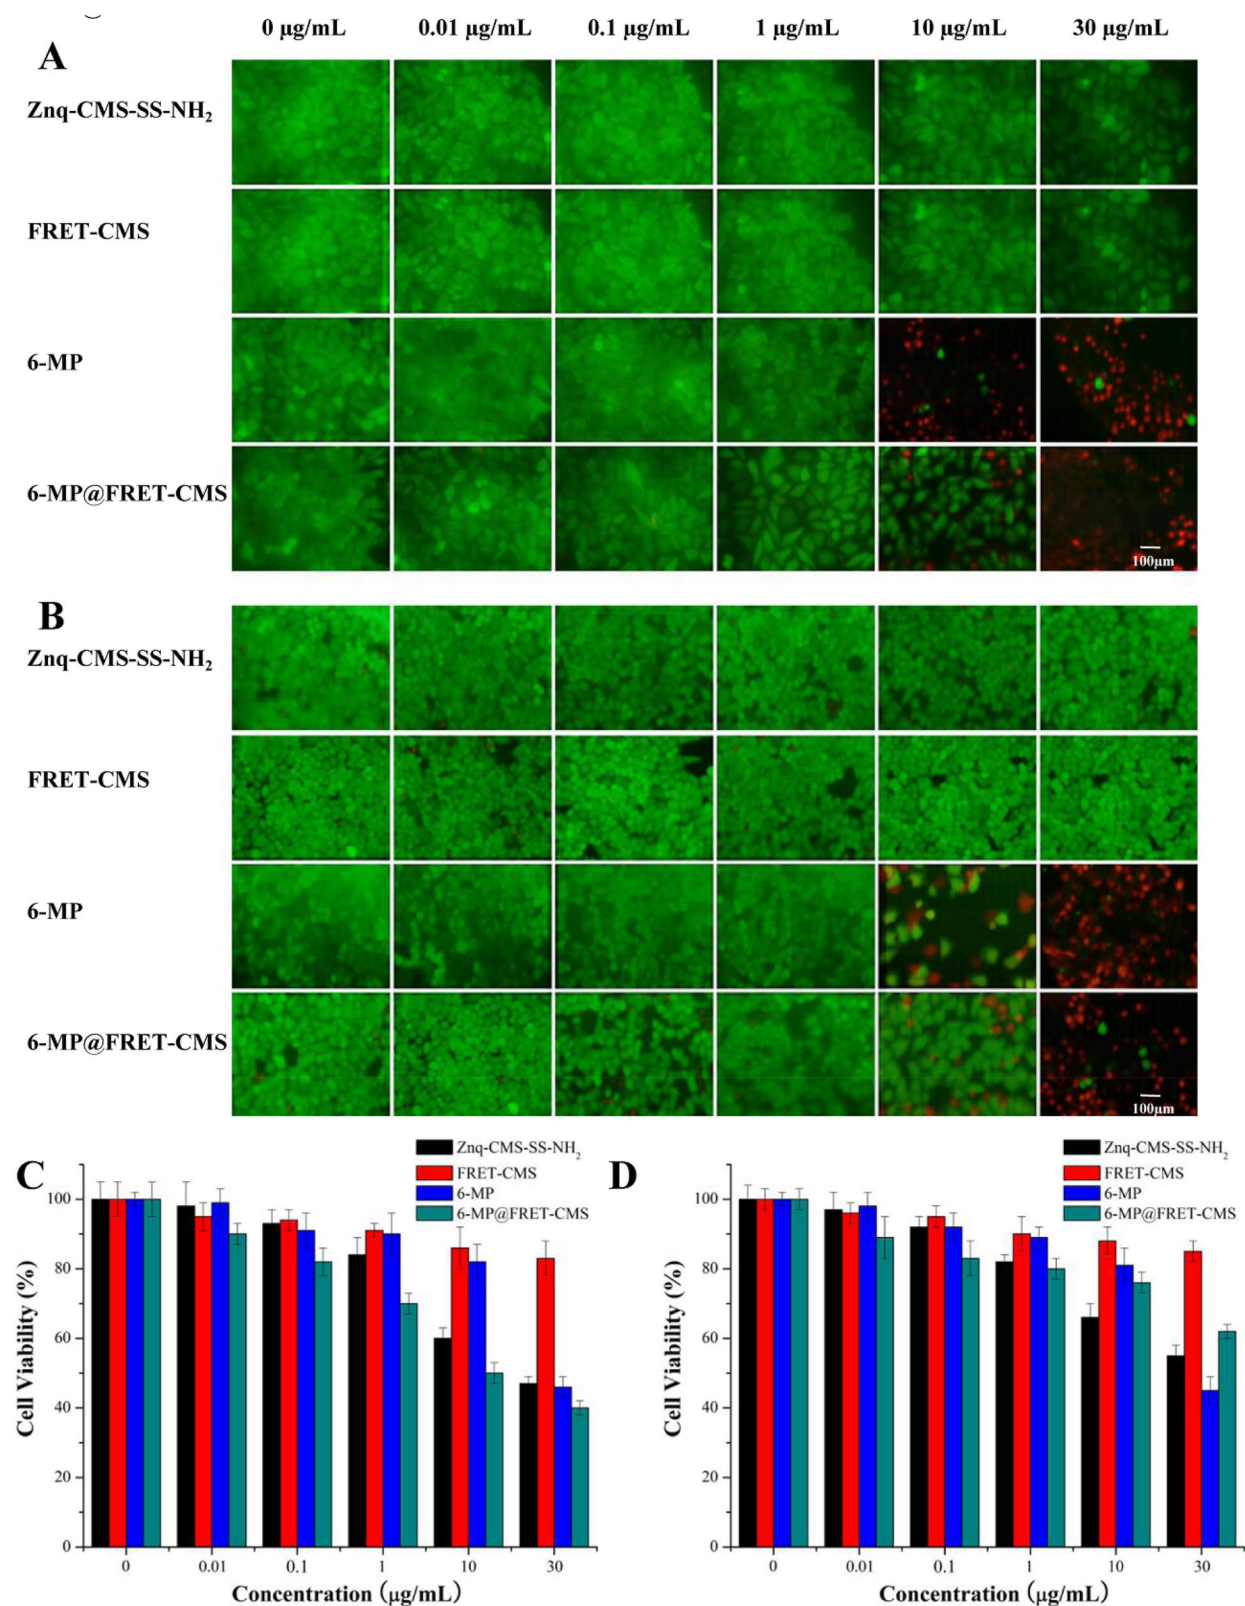 0 μg/mL 0.01 μg/mL 0.1 μg/mL 1 μg/mL 10 μg/mL 30 μg/mL
A
Znq-CMS-SS-NH₂
FRET-CMS
6-MP
6-MP@FRET-CMS
100μm
B
Znq-CMS-SS-NH₂
FRET-CMS
6-MP
6-MP@FRET-CMS
100μm
C
Znq-CMS-SS-NH₂
FRET-CMS
6-MP
6-MP@FRET-CMS
Cell Viability (%)
100
80
60
40
20
0
0 0.01 0.1 1 10 30
Concentration (μg/mL)
D
Znq-CMS-SS-NH₂
FRET-CMS
6-MP
6-MP@FRET-CMS
Cell Viability (%)
100
80
60
40
20
0
0 0.01 0.1 1 10 30
Concentration (μg/mL)